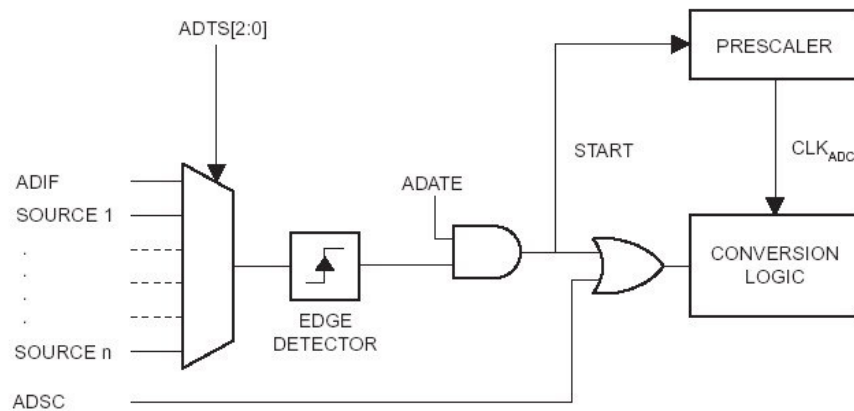 ADTS[2:0]
PRESCALER
START
CLKADC
ADIF
ADATE
SOURCE 1
.
.
.
.
CONVERSION
LOGIC
EDGE
DETECTOR
SOURCE n
ADSC